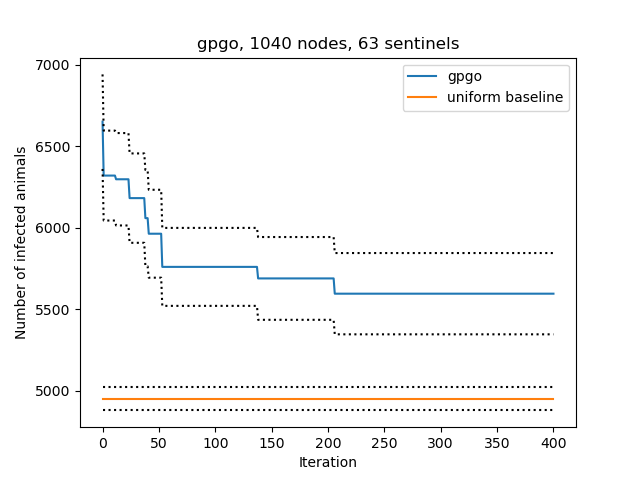 gpgo, 1040 nodes, 63 sentinels
gpgo
uniform baseline
7000
6500
6000
5500
5000
Number of infected animals
0 50 100 150 200 250 300 350 400
Iteration